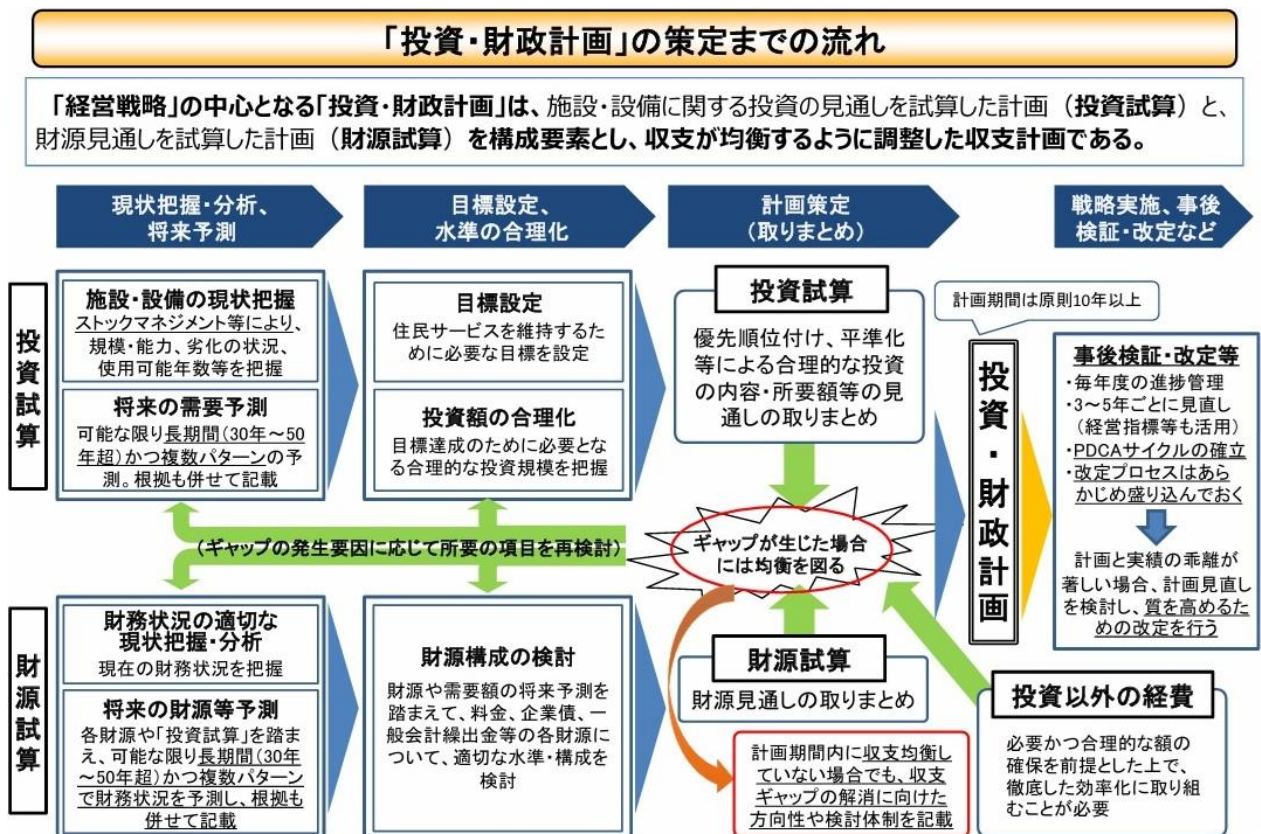 「投資・財政計画」の策定までの流れ
「経営戦略」の中心となる「投資・財政計画」は、施設・設備に関する投資の見通しを試算した計画（投資試算）と、
財源見通しを試算した計画（財源試算）を構成要素とし、収支が均衡するように調整した収支計画である。
現状把握・分析、
将来予測
目標設定、
水準の合理化
計画策定
（取りまとめ）
戦略実施、事後
検証・改定など
投資試算
施設・設備の現状把握
ストックマネジメント等により、
規模・能力、劣化の状況、
使用可能年数等を把握
将来の需要予測
可能な限り長期間（30年～50
年超）かつ複数パターンの予
測。根拠も併せて記載
目標設定
住民サービスを維持するた
めに必要な目標を設定
投資額の合理化
目標達成のために必要とな
る合理的な投資規模を把握
投資試算
優先順位付け、平準化
等による合理的な投資
の内容・所要額等の見
通しの取りまとめ
計画期間は原則10年以上
投資・財政計画
事後検証・改定等
・毎年度の進捗管理
・3～5年ごとに見直し
（経営指標等も活用）
・PDCAサイクルの確立
・改定プロセスはあら
かじめ盛り込んでおく
計画と実績の乖離が
著しい場合、計画見直し
を検討し、質を高めるた
めの改定を行う
（ギャップの発生要因に応じて所要の項目を再検討）
ギャップが生じた場合
には均衡を図る
財源試算
財務状況の適切な
現状把握・分析
現在の財務状況を把握
将来の財源等予測
各財源や「投資試算」を踏ま
え、可能な限り長期間（30年
～50年超）かつ複数パターン
で財務状況を予測し、根拠も
併せて記載
財源構成の検討
財源や需要額の将来予測を
踏まえて、料金、企業債、一
般会計繰出金等の各財源に
ついて、適切な水準・構成を
検討
財源試算
財源見通しの取りまとめ
計画期間内に収支均衡し
ていない場合でも、収支
ギャップの解消に向けた
方向性や検討体制を記載
投資以外の経費
必要かつ合理的な額の
確保を前提とした上で、
徹底した効率化に取り組
むことが必要